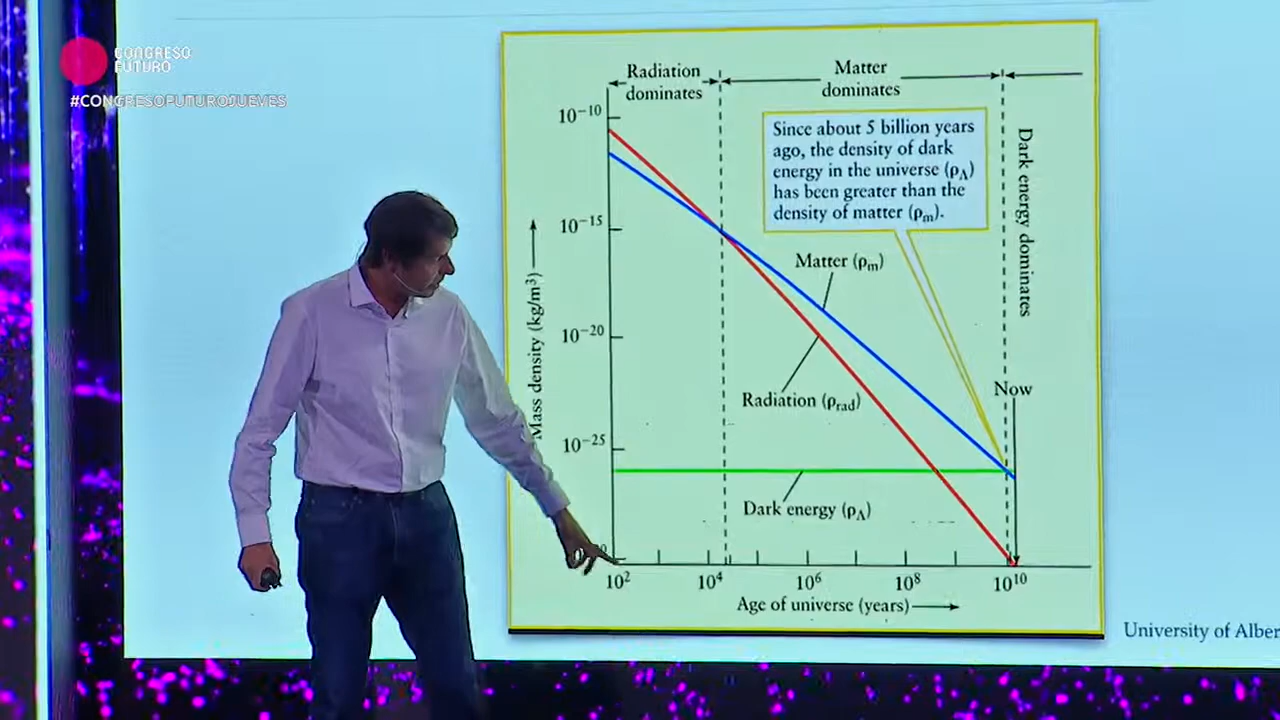 CONGRESO
FUTURO
#CONGRESOFUTUROJUEVES
Radiation
dominates
Matter
dominates
Dark energy dominates
Since about 5 billion years
ago, the density of dark
energy in the universe (ρΛ)
has been greater than the
density of matter (ρm).
10⁻¹⁰
10⁻¹⁵
10⁻²⁰
10⁻²⁵
Mass density (kg/m³)
Matter (ρm)
Radiation (ρrad)
Now
Dark energy (ρΛ)
10² 10⁴ 10⁶ 10⁸ 10¹⁰
Age of universe (years)
University of Alber